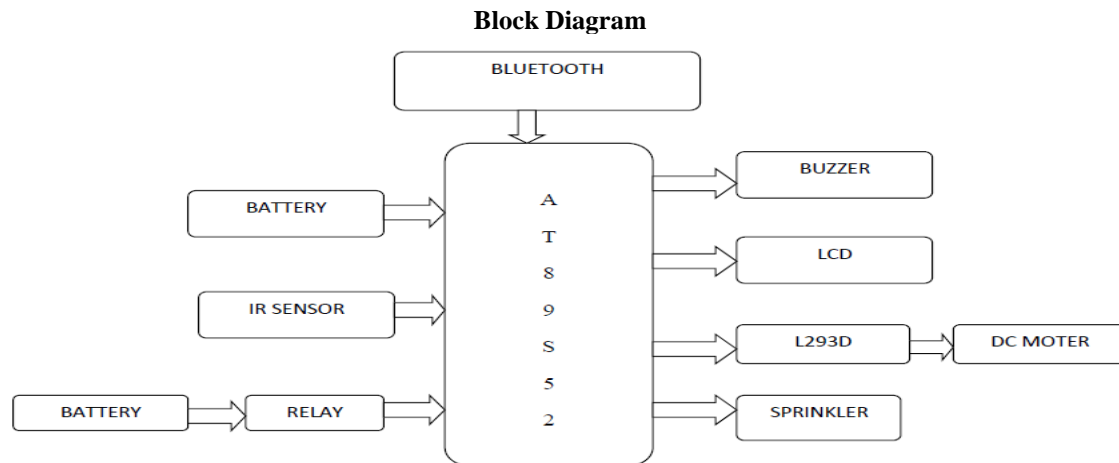 Block Diagram
BLUETOOTH
BATTERY
IR SENSOR
BATTERY
RELAY
A
T
8
9
S
5
2
BUZZER
LCD
L293D
DC MOTER
SPRINKLER